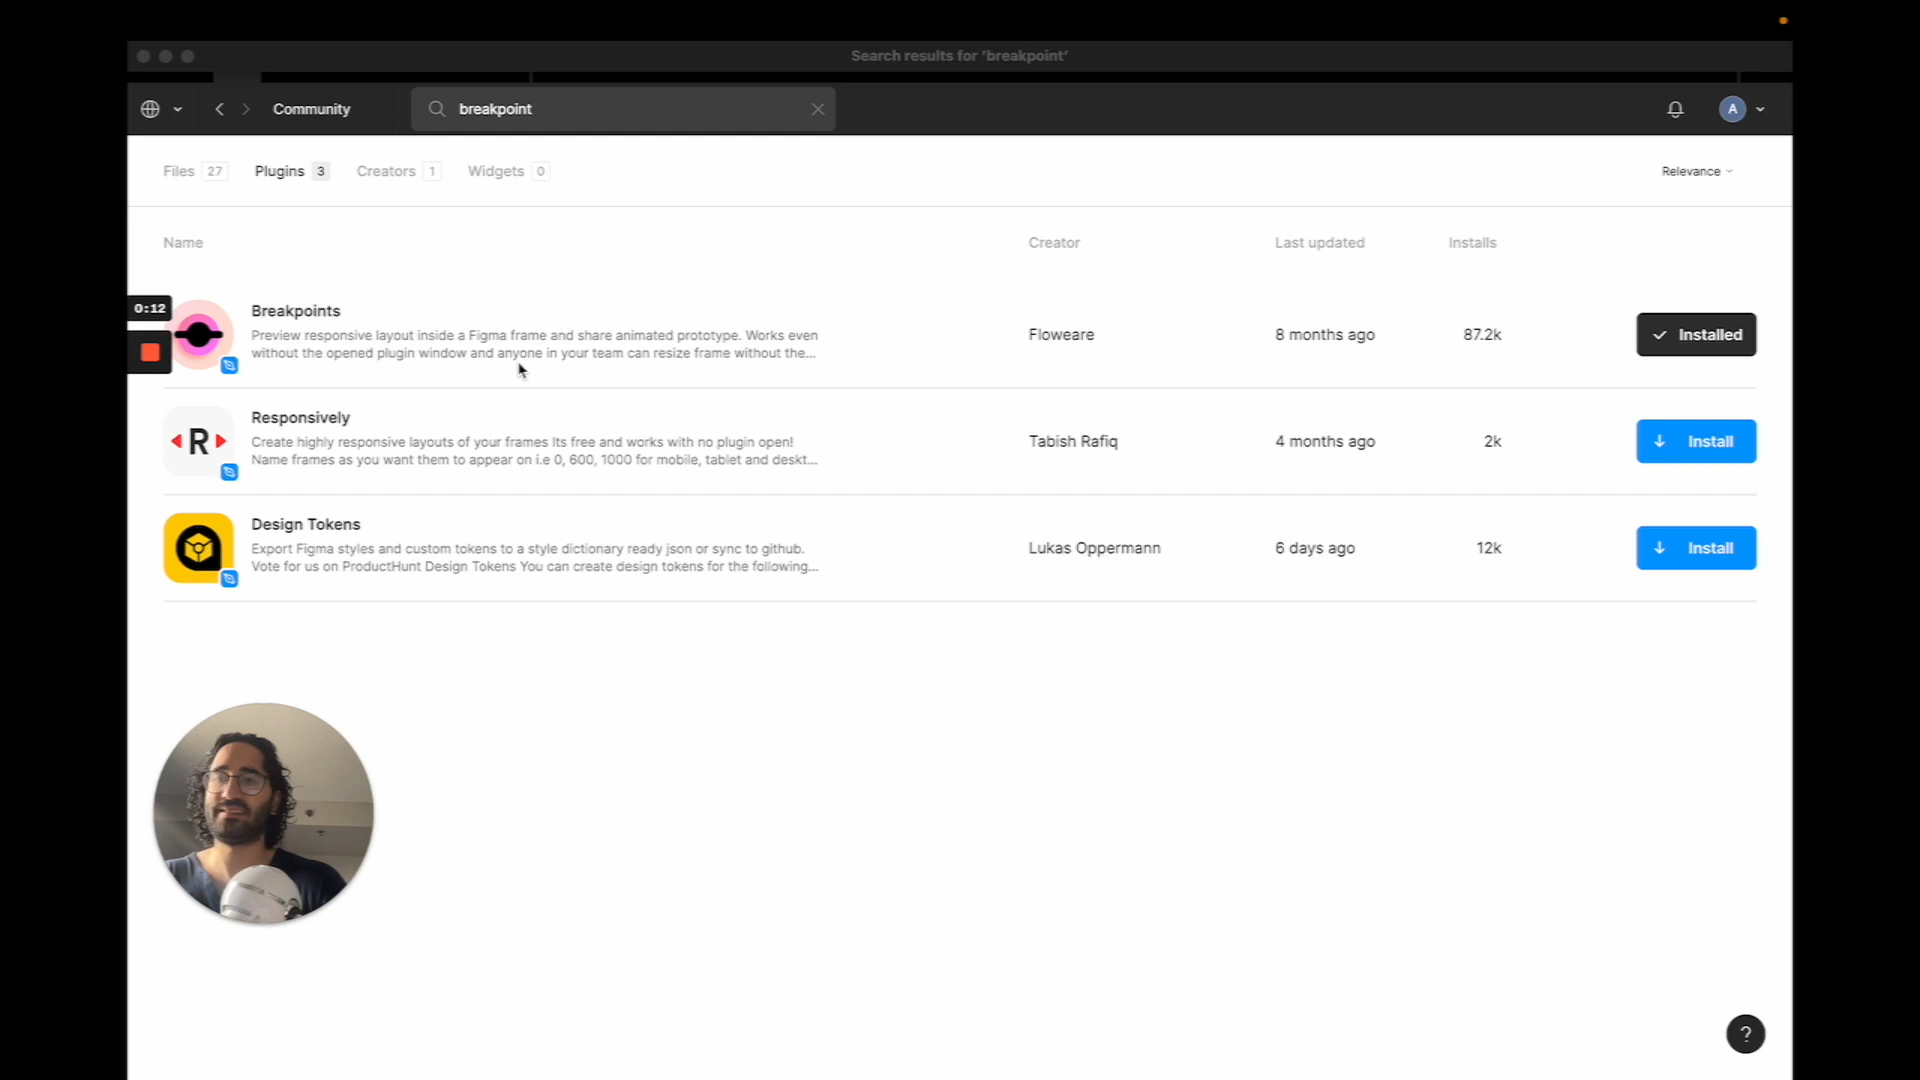 Search results for ‘breakpoint’
Community
breakpoint
A
Files 27 Plugins 3 Creators 1 Widgets 0
Relevance
Name Creator Last updated Installs
0:12
Breakpoints
Preview responsive layout inside a Figma frame and share animated prototype. Works even
without the opened plugin window and anyone in your team can resize frame without the...
Floweare 8 months ago 87.2k Installed
R
Responsively
Create highly responsive layouts of your frames Its free and works with no plugin open!
Name frames as you want them to appear on i.e 0, 600, 1000 for mobile, tablet and deskt...
Tabish Rafiq 4 months ago 2k Install
Design Tokens
Export Figma styles and custom tokens to a style dictionary ready json or sync to github.
Vote for us on ProductHunt Design Tokens You can create design tokens for the following...
Lukas Oppermann 6 days ago 12k Install
?